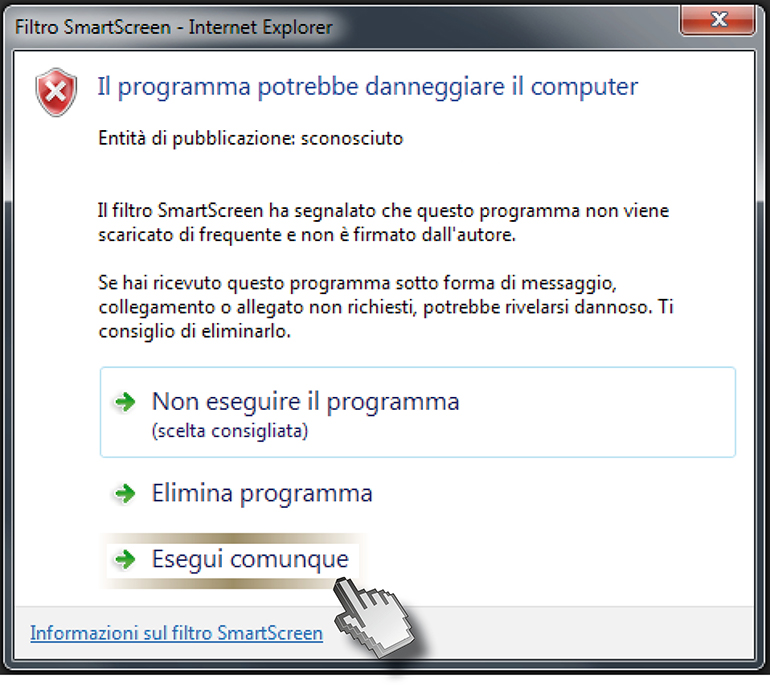 Filtro SmartScreen - Internet Explorer
Il programma potrebbe danneggiare il computer
Entità di pubblicazione: sconosciuto
Il filtro SmartScreen ha segnalato che questo programma non viene
scaricato di frequente e non è firmato dall'autore.
Se hai ricevuto questo programma sotto forma di messaggio,
collegamento o allegato non richiesti, potrebbe rivelarsi dannoso. Ti
consiglio di eliminarlo.
Non eseguire il programma
(scelta consigliata)
Elimina programma
Esegui comunque
Informazioni sul filtro SmartScreen